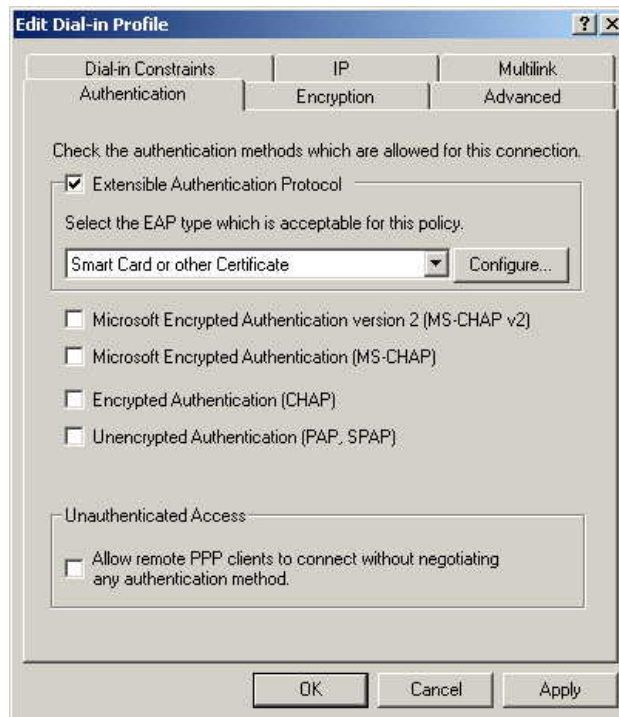 Edit Dial-in Profile
Dial-in Constraints
IP
Multilink
Authentication
Encryption
Advanced
Check the authentication methods which are allowed for this connection.
Extensible Authentication Protocol
Select the EAP type which is acceptable for this policy.
Smart Card or other Certificate
Configure...
Microsoft Encrypted Authentication version 2 (MS-CHAP v2)
Microsoft Encrypted Authentication (MS-CHAP)
Encrypted Authentication (CHAP)
Unencrypted Authentication (PAP, SPAP)
Unauthenticated Access
Allow remote PPP clients to connect without negotiating
any authentication method.
OK
Cancel
Apply